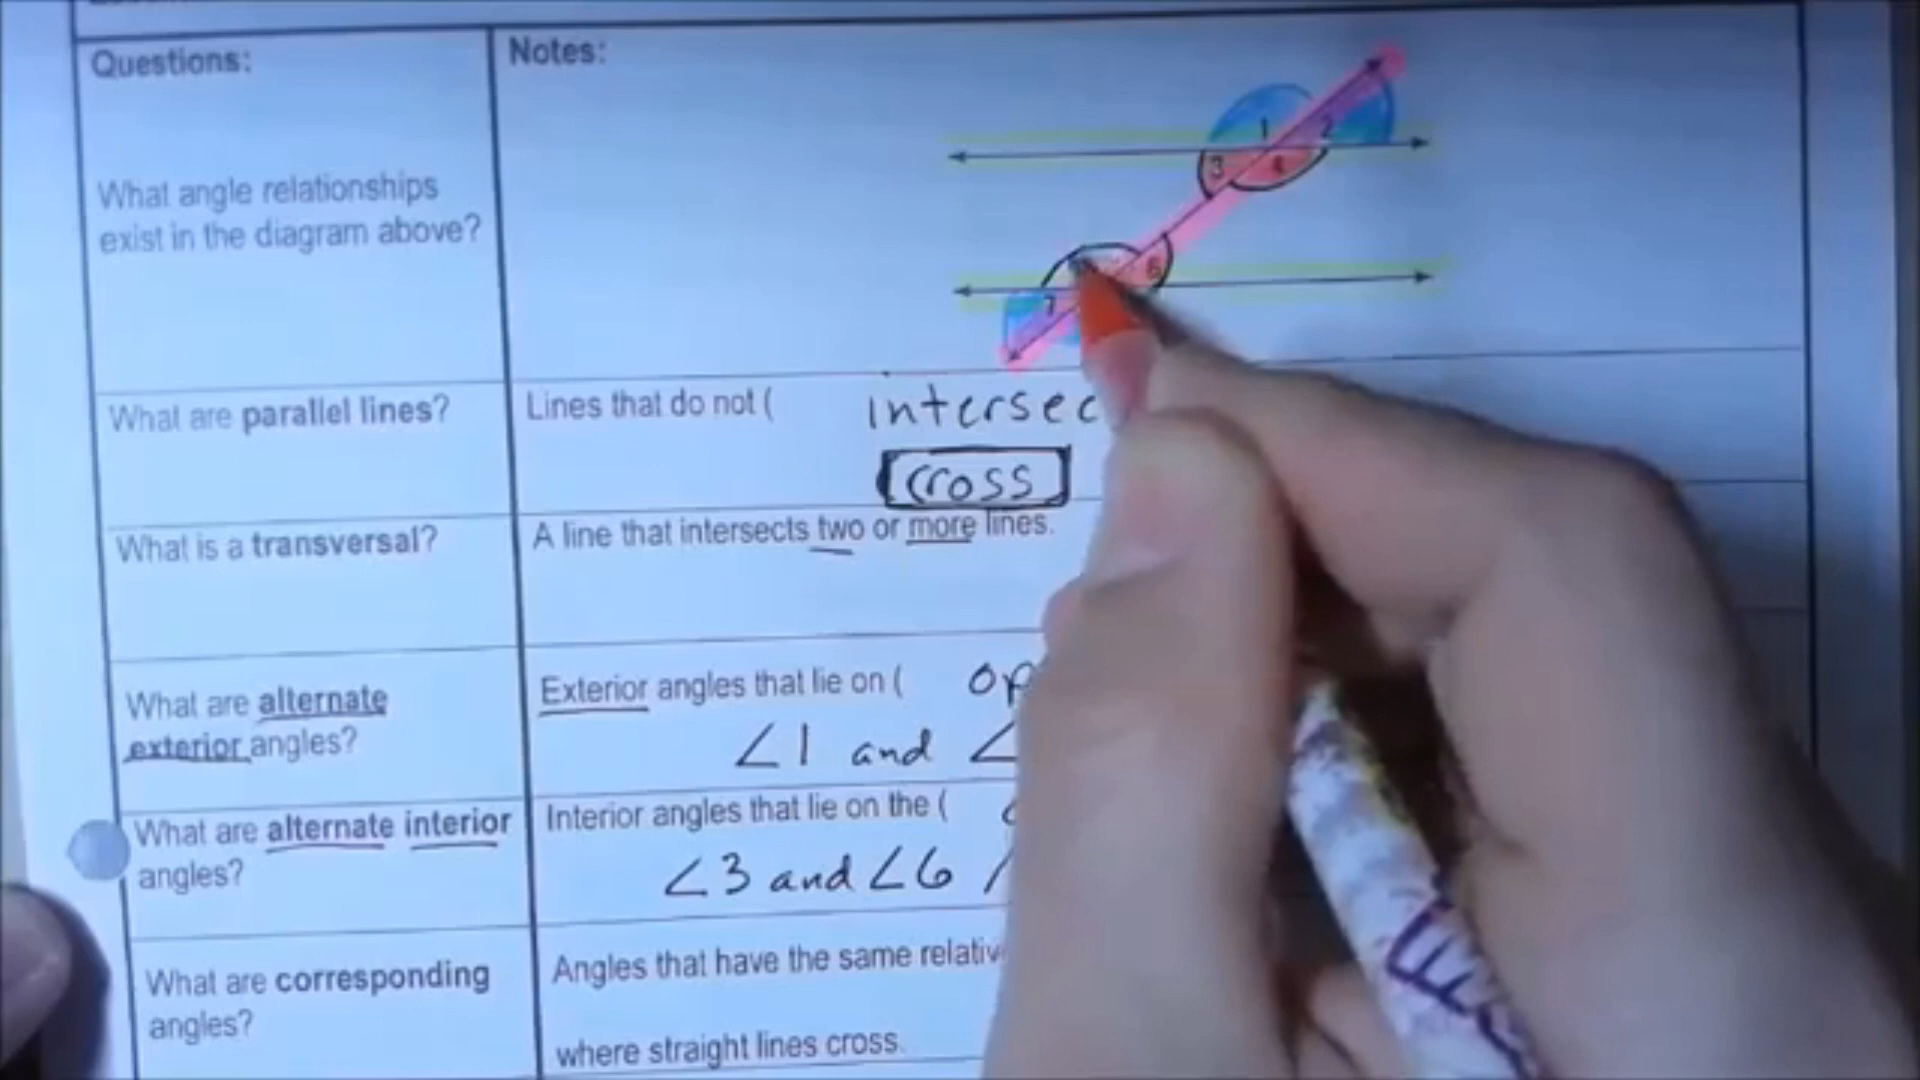 Questions:
Notes:
1
2
3
4
6
7
What angle relationships
exist in the diagram above?
What are parallel lines?
Lines that do not (
intersec
cross
What is a transversal?
A line that intersects two or more lines.
What are alternate
exterior angles?
Exterior angles that lie on ( op
∠1 and ∠
What are alternate interior
angles?
Interior angles that lie on the (
∠3 and ∠6
What are corresponding
angles?
Angles that have the same relativ
where straight lines cross.